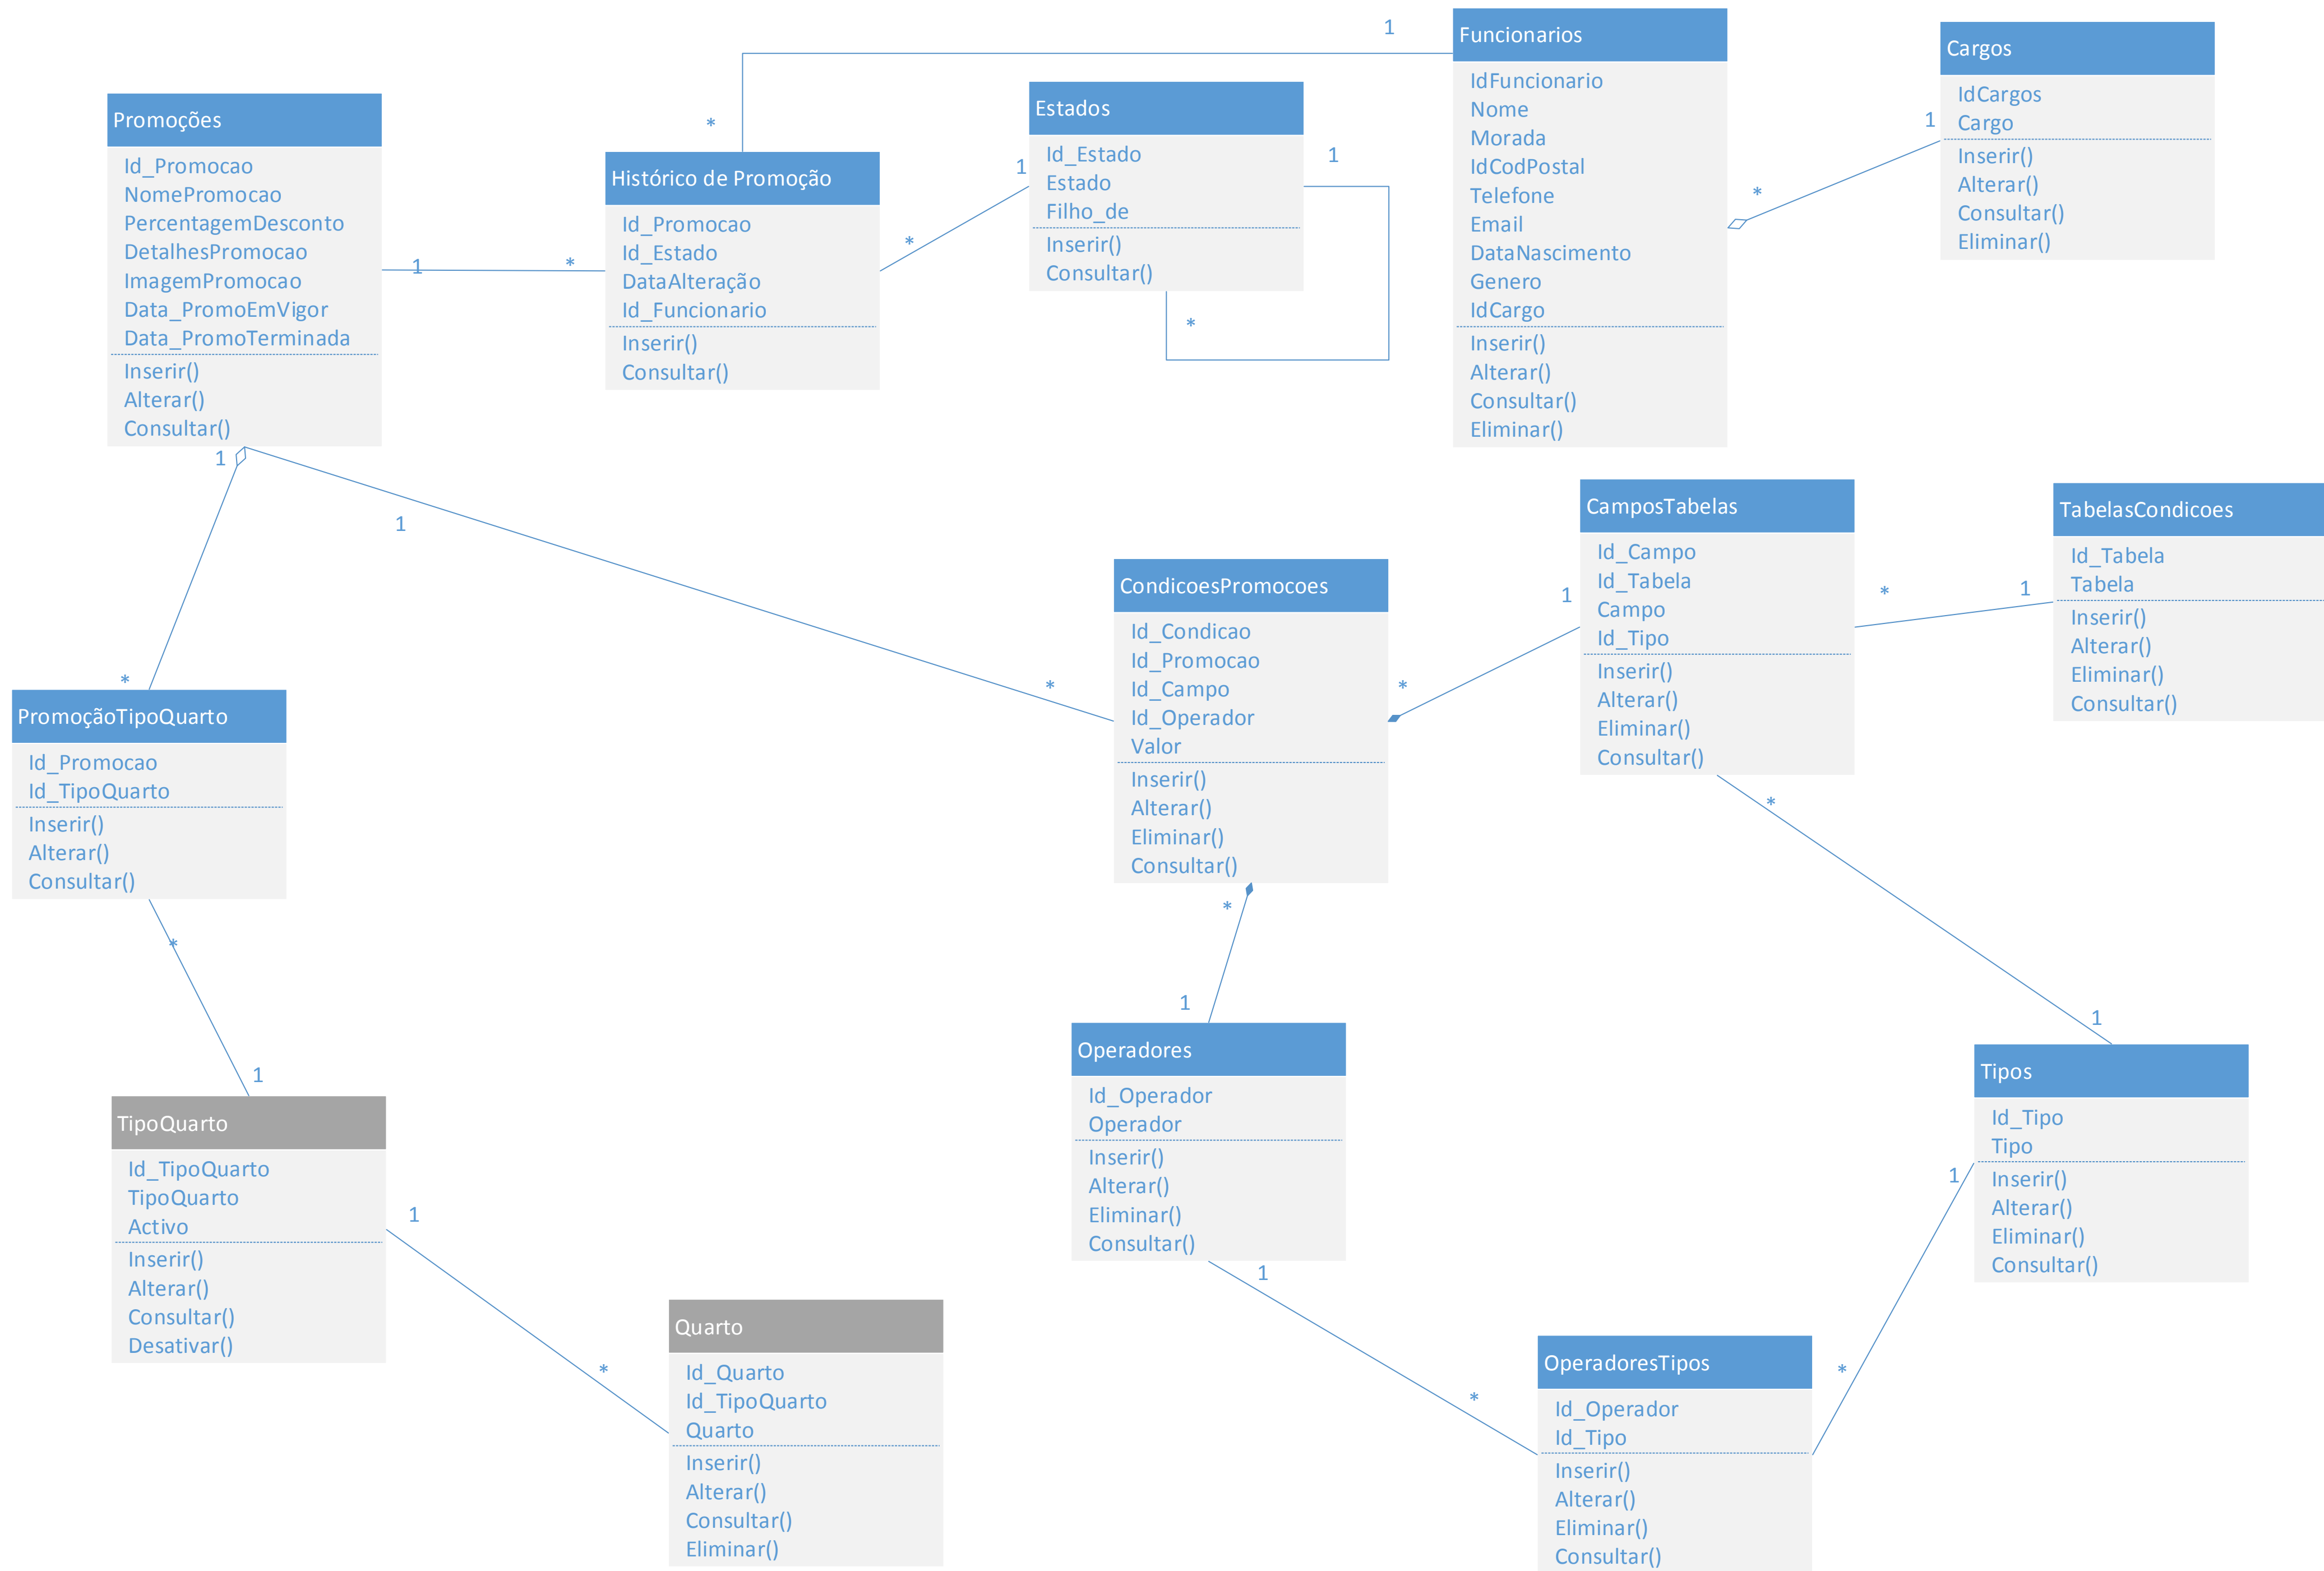 Promoções
Id_Promocao
NomePromocao
PercentagemDesconto
DetalhesPromocao
ImagemPromocao
Data_PromoEmVigor
Data_PromoTerminada
Inserir()
Alterar()
Consultar()
1
*
1
*
Histórico de Promoção
Id_Promocao
Id_Estado
DataAlteração
Id_Funcionario
Inserir()
Consultar()
*
1
Estados
Id_Estado
Estado
Filho_de
Inserir()
Consultar()
1
*
Funcionarios
IdFuncionario
Nome
Morada
IdCodPostal
Telefone
Email
DataNascimento
Genero
IdCargo
Inserir()
Alterar()
Consultar()
Eliminar()
*
1
Cargos
IdCargos
Cargo
Inserir()
Alterar()
Consultar()
Eliminar()
1
*
1
*
PromoçãoTipoQuarto
Id_Promocao
Id_TipoQuarto
Inserir()
Alterar()
Consultar()
*
1
CondicoesPromocoes
Id_Condicao
Id_Promocao
Id_Campo
Id_Operador
Valor
Inserir()
Alterar()
Eliminar()
Consultar()
*
1
CamposTabelas
Id_Campo
Id_Tabela
Campo
Id_Tipo
Inserir()
Alterar()
Eliminar()
Consultar()
*
1
TabelasCondicoes
Id_Tabela
Tabela
Inserir()
Alterar()
Eliminar()
Consultar()
*
1
*
1
TipoQuarto
Id_TipoQuarto
TipoQuarto
Activo
Inserir()
Alterar()
Consultar()
Desativar()
1
*
Quarto
Id_Quarto
Id_TipoQuarto
Quarto
Inserir()
Alterar()
Consultar()
Eliminar()
Operadores
Id_Operador
Operador
Inserir()
Alterar()
Eliminar()
Consultar()
1
*
OperadoresTipos
Id_Operador
Id_Tipo
Inserir()
Alterar()
Eliminar()
Consultar()
*
1
Tipos
Id_Tipo
Tipo
Inserir()
Alterar()
Eliminar()
Consultar()